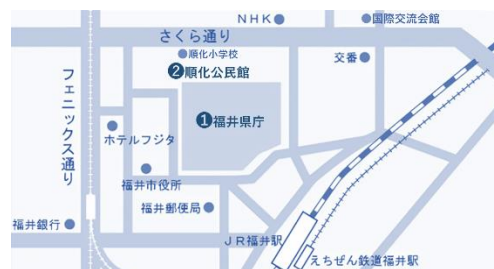 NHK
国際交流会館
さくら通り
順化小学校
❷順化公民館
交番
フェニックス通り
❶福井県庁
ホテルフジタ
福井市役所
福井郵便局
福井銀行
JR福井駅
えちぜん鉄道福井駅